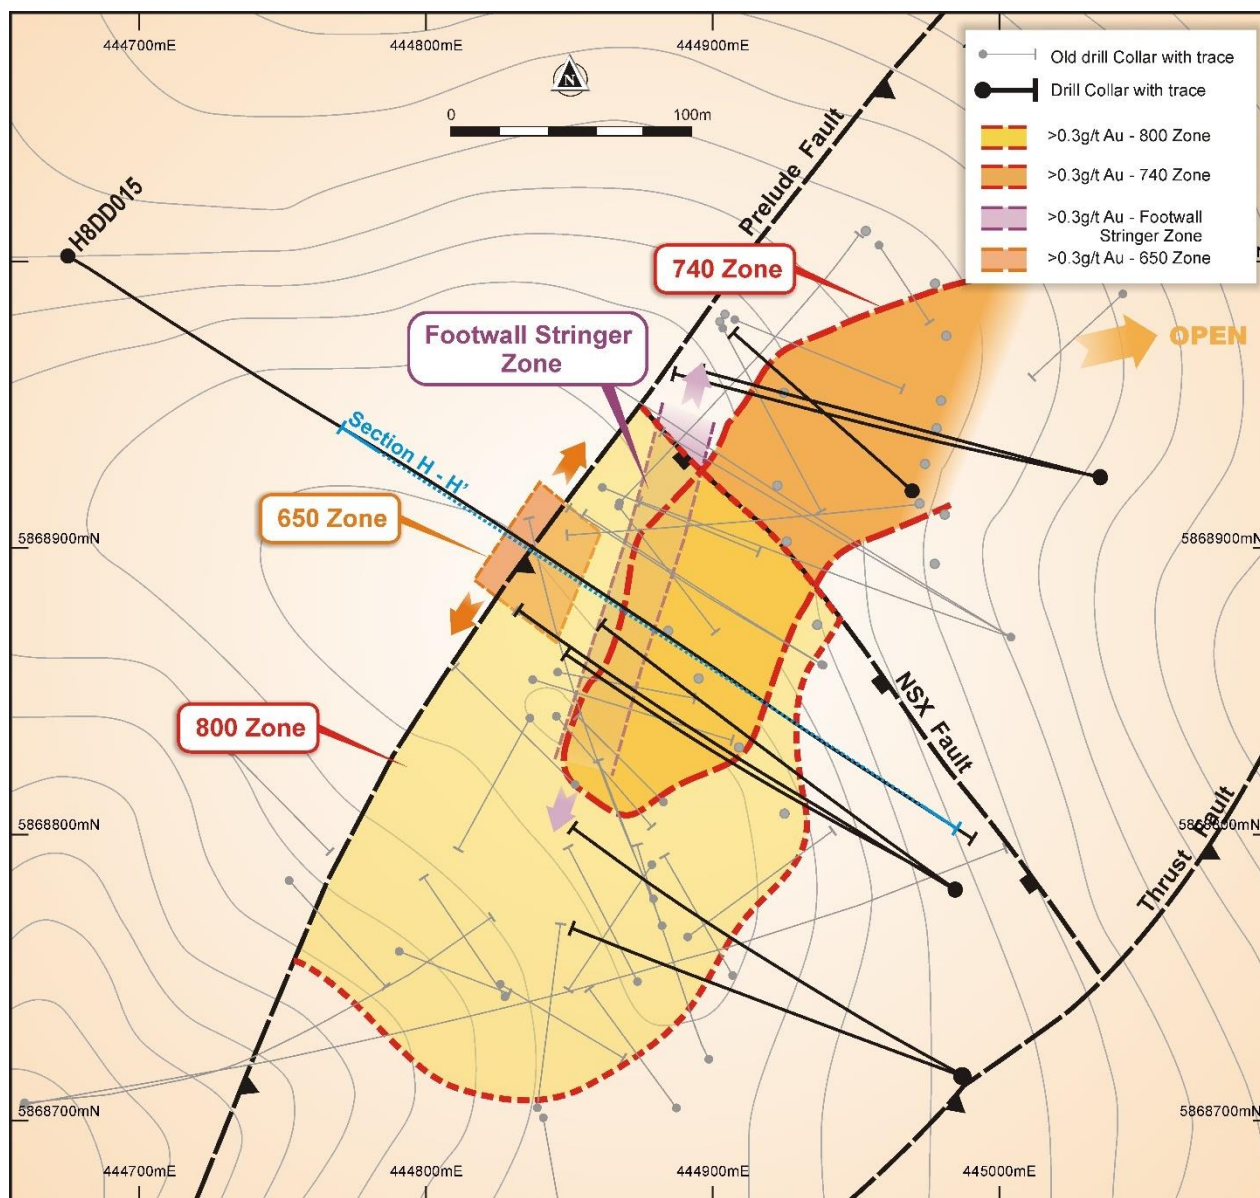 444700mE
444800mE
444900mE
N
0
100m
Old drill Collar with trace
Drill Collar with trace
>0.3g/t Au - 800 Zone
>0.3g/t Au - 740 Zone
>0.3g/t Au - Footwall
Stringer Zone
>0.3g/t Au - 650 Zone
H8DD015
Prelude Fault
740 Zone
Footwall Stringer
Zone
OPEN
Section H - H'
650 Zone
5868900mN
5868900mN
800 Zone
NSX Fault
5868800mN
5868800mN
Thrust Fault
5868700mN
5868700mN
444700mE
444800mE
444900mE
445000mE